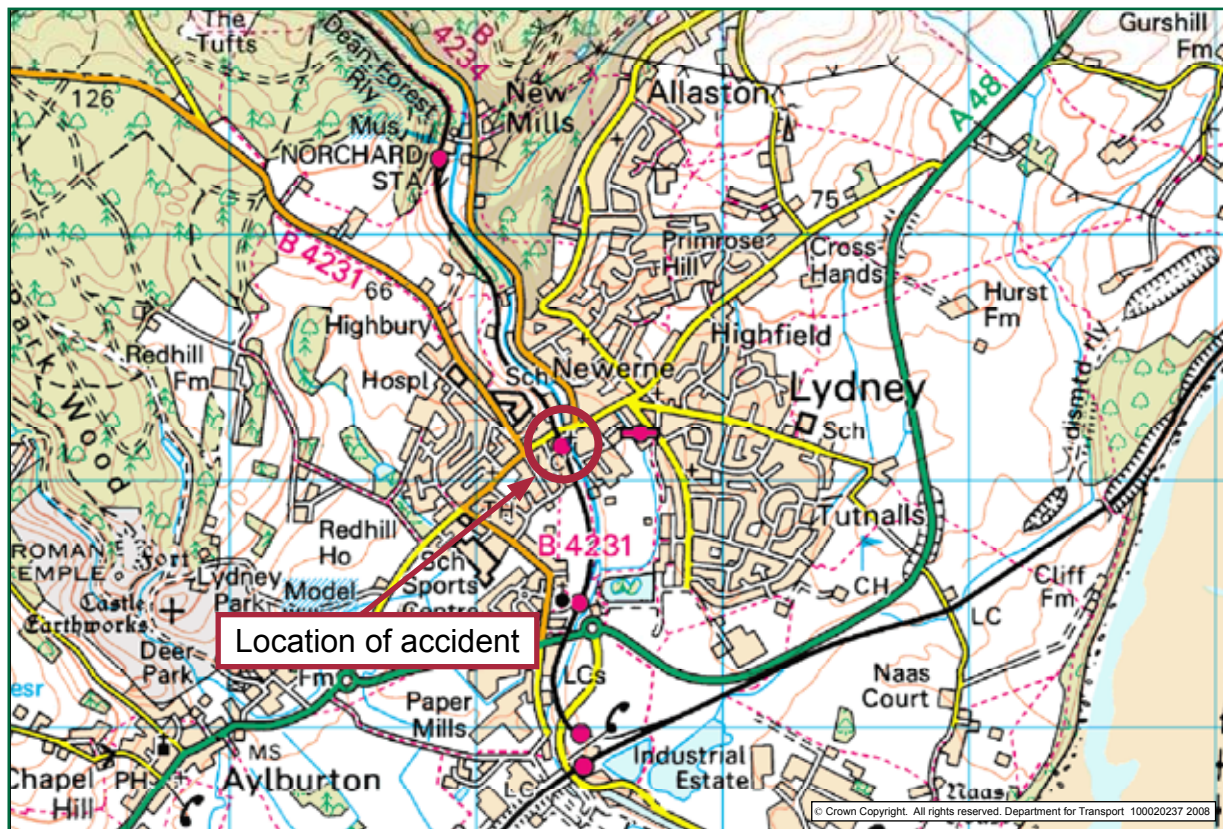 The
Tufts
Dean Forest
Rly
B
4234
New
Mills
Allaston
A 48
Gurshill
Fm
126
Mus
NORCHARD
STA
B 4231
66
Highbury
Primrose
Hill
75
Cross-
Hands
Hurst
Fm
Park Wood
Redhill
Fm
Hospl
Sch
Newerne
Highfield
Lydney
Sch
dismtd rly
C
TH
Redhill
Ho
B 4231
Tutnalls
ROMAN
TEMPLE
Fort
Castle
Earthworks
Lydney
Park
Model
Sch
Sports
Centre
CH
LC
Cliff
Fm
Location of accident
Deer
Park
Fm
LCs
Naas
Court
Paper
Mills
MS
Chapel
Hill
PH
Aylburton
LC
Industrial
Estate
Naas
© Crown Copyright. All rights reserved. Department for Transport 100020237 2008